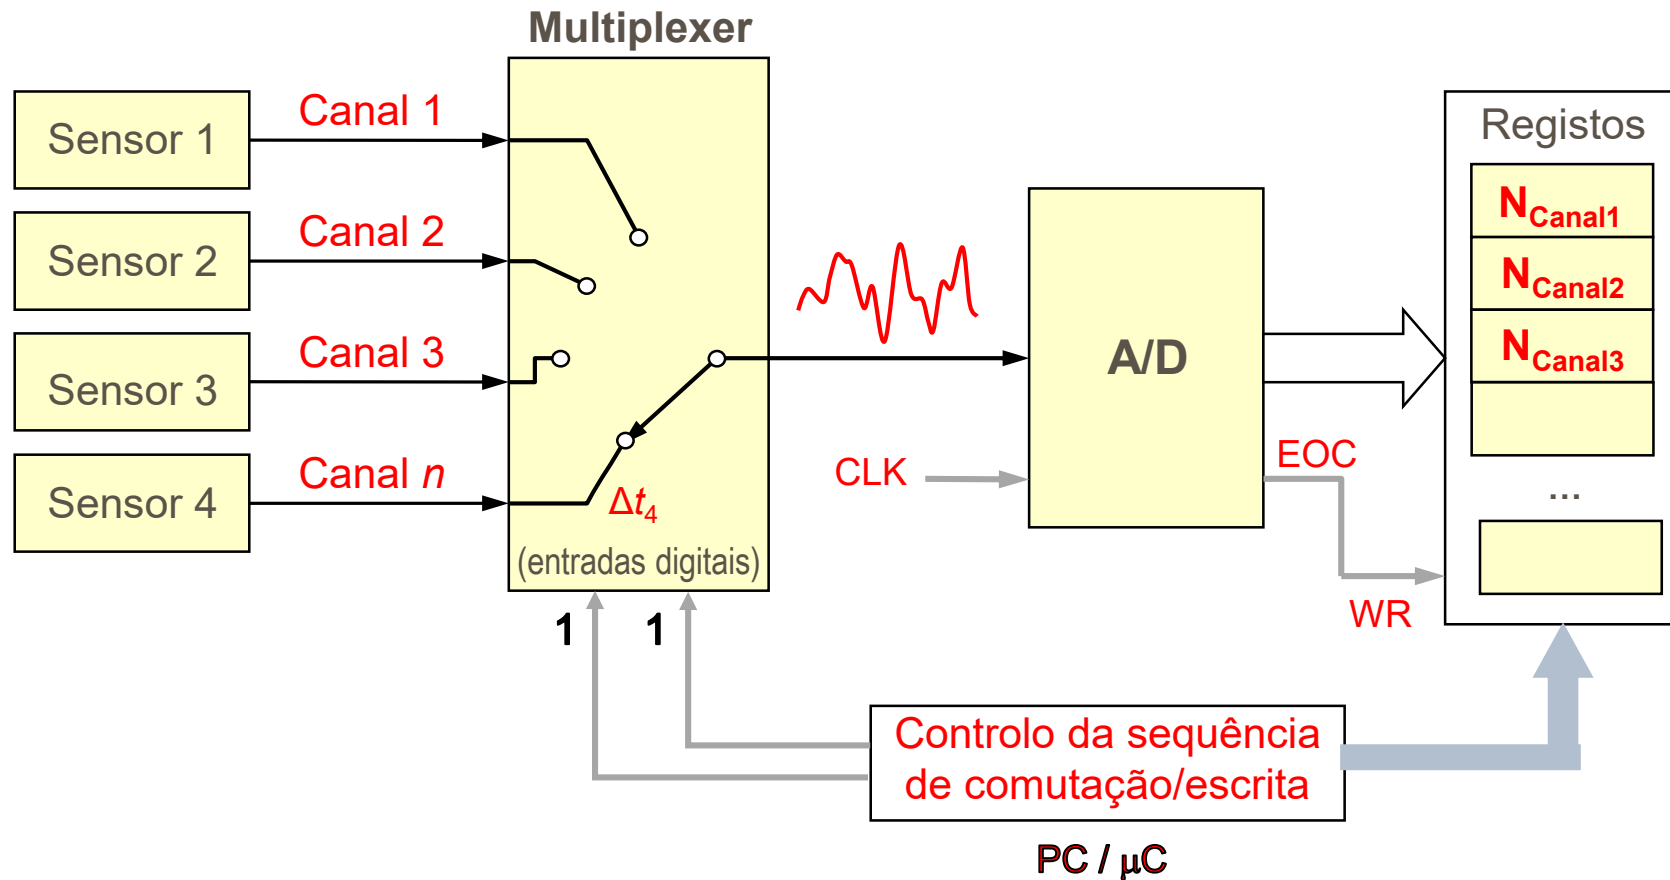 Multiplexer
Sensor 1
Canal 1
Sensor 2
Canal 2
Sensor 3
Canal 3
Sensor 4
Canal n
Δt4
(entradas digitais)
1 1
A/D
CLK
EOC
WR
Registos
NCanal1
NCanal2
NCanal3
...
Controlo da sequência
de comutação/escrita
PC / μC